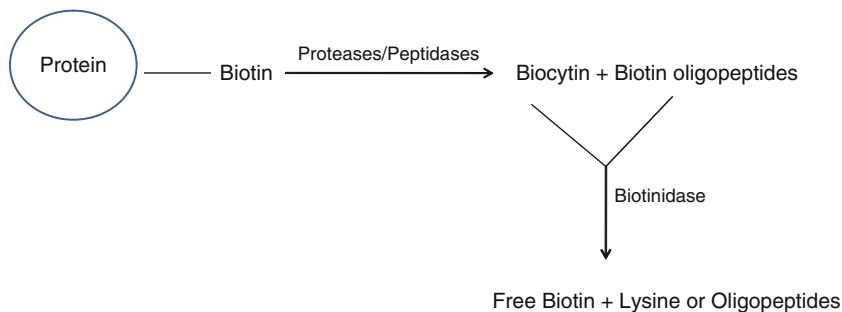 Proteases/Peptidases
Protein
Biotin
Biocytin + Biotin oligopeptides
Biotinidase
Free Biotin + Lysine or Oligopeptides